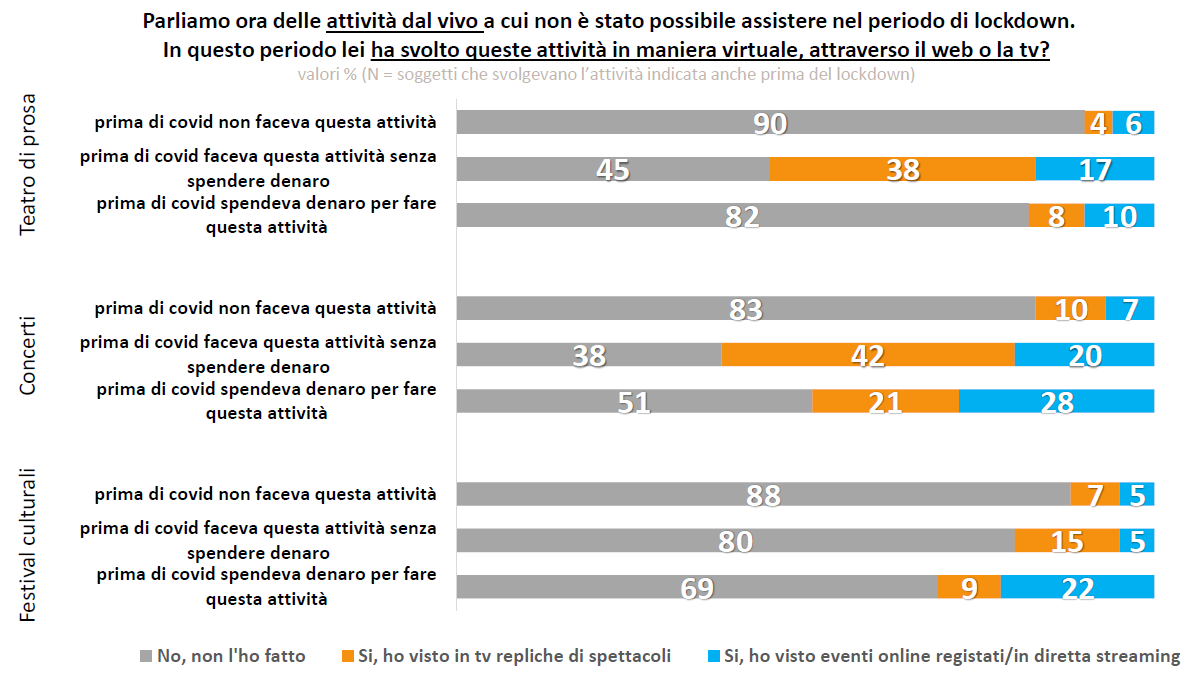 Parliamo ora delle attività dal vivo a cui non è stato possibile assistere nel periodo di lockdown.
In questo periodo lei ha svolto queste attività in maniera virtuale, attraverso il web o la tv?
valori % (N = soggetti che svolgevano l'attività indicata anche prima del lockdown)
Teatro di prosa
prima di covid non faceva questa attività
90 4 6
prima di covid faceva questa attività senza
spendere denaro
45 38 17
prima di covid spendeva denaro per fare
questa attività
82 8 10
Concerti
prima di covid non faceva questa attività
83 10 7
prima di covid faceva questa attività senza
spendere denaro
38 42 20
prima di covid spendeva denaro per fare
questa attività
51 21 28
Festival culturali
prima di covid non faceva questa attività
88 7 5
prima di covid faceva questa attività senza
spendere denaro
80 15 5
prima di covid spendeva denaro per fare
questa attività
69 9 22
No, non l'ho fatto Si, ho visto in tv repliche di spettacoli Si, ho visto eventi online registati/in diretta streaming